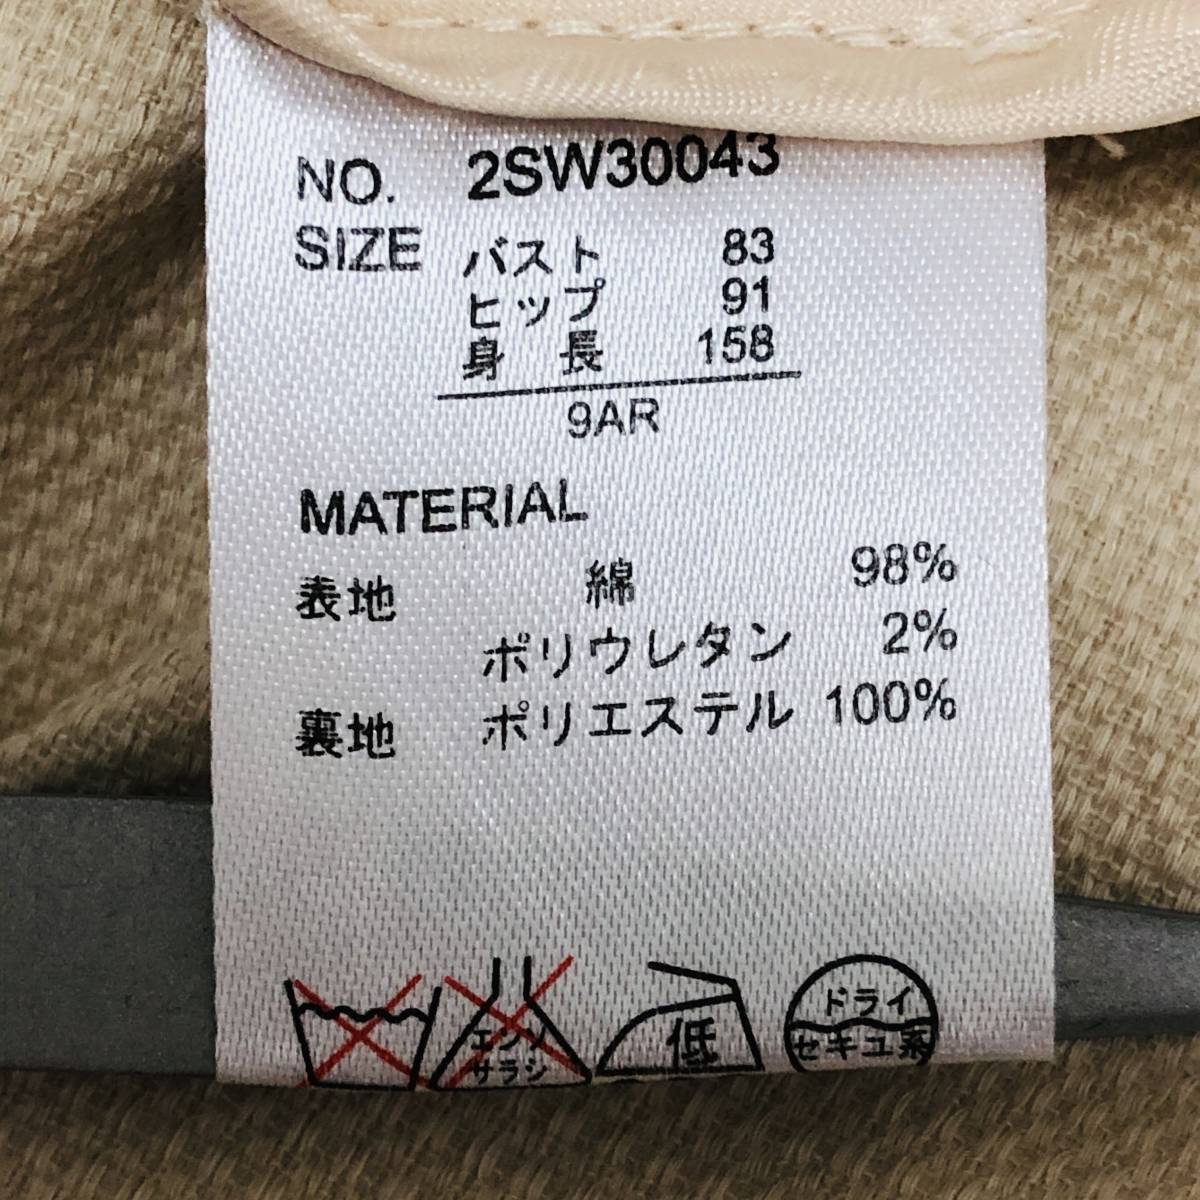 NO. 2SW30043
SIZE バスト 83
ヒップ 91
身長 158
9AR
MATERIAL
表地 綿 98%
ポリウレタン 2%
裏地 ポリエステル 100%
エンソ
サラシ
低
ドライ
セキユ系